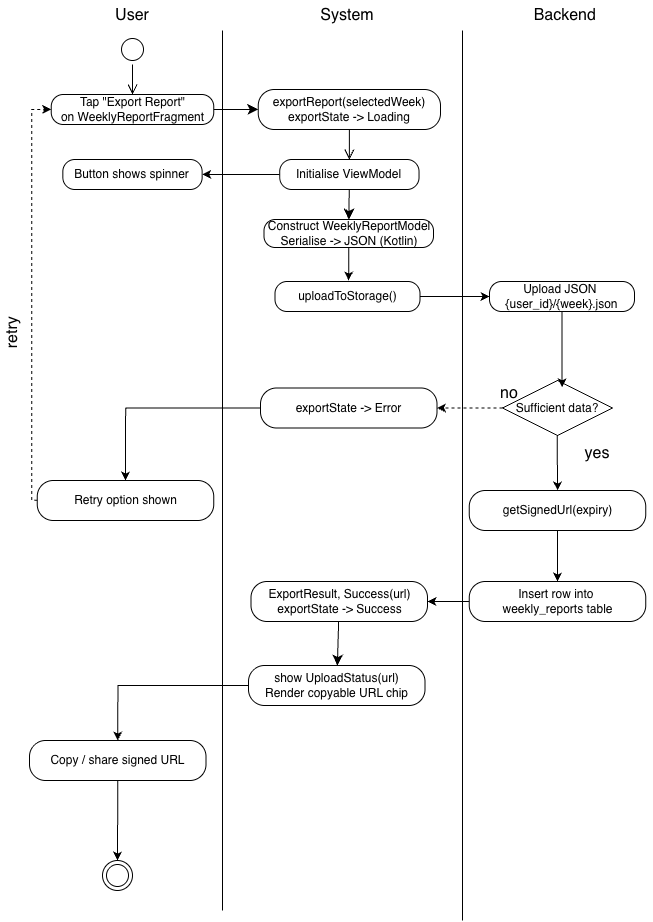 User
System
Backend
Tap "Export Report"
on WeeklyReportFragment
exportReport(selectedWeek)
exportState -> Loading
Button shows spinner
Initialise ViewModel
Construct WeeklyReportModel
Serialise -> JSON (Kotlin)
uploadToStorage()
Upload JSON
{user_id}/{week}.json
retry
no
exportState -> Error
Sufficient data?
yes
Retry option shown
getSignedUrl(expiry)
ExportResult, Success(url)
exportState -> Success
Insert row into
weekly_reports table
show UploadStatus(url)
Render copyable URL chip
Copy / share signed URL